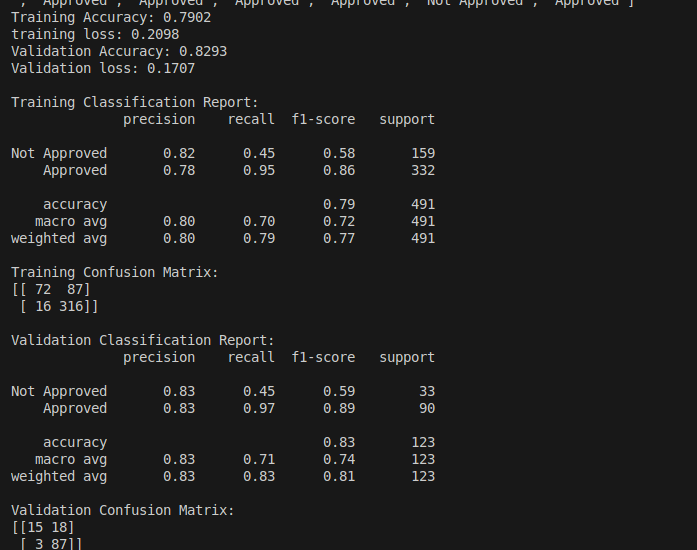 ', 'Approved', 'Approved', 'Approved', 'Approved', 'Not Approved', 'Approved']
Training Accuracy: 0.7902
training loss: 0.2098
Validation Accuracy: 0.8293
Validation loss: 0.1707
Training Classification Report:
precision recall f1-score support
Not Approved 0.82 0.45 0.58 159
Approved 0.78 0.95 0.86 332
accuracy 0.79 491
macro avg 0.80 0.70 0.72 491
weighted avg 0.80 0.79 0.77 491
Training Confusion Matrix:
[[ 72  87]
 [ 16 316]]
Validation Classification Report:
precision recall f1-score support
Not Approved 0.83 0.45 0.59 33
Approved 0.83 0.97 0.89 90
accuracy 0.83 123
macro avg 0.83 0.71 0.74 123
weighted avg 0.83 0.83 0.81 123
Validation Confusion Matrix:
[[15 18]
 [ 3 87]]